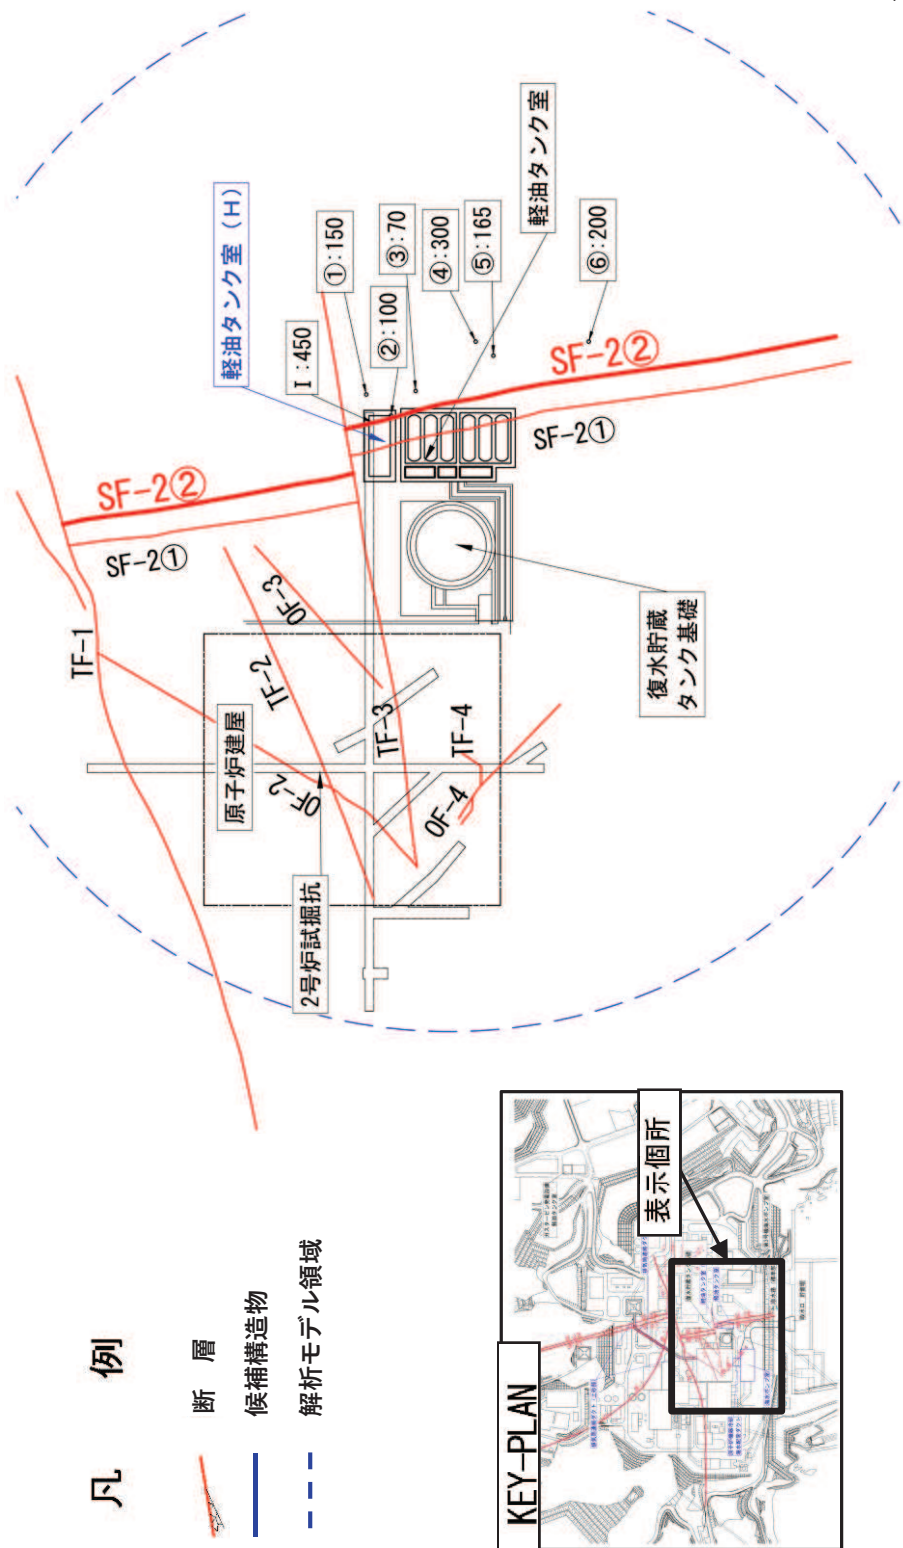 凡 例
断 層
候補構造物
解析モデル領域
KEY-PLAN
表示個所
TF-1
SF-2②
SF-2①
軽油タンク室(H)
I:450
①:150
②:100
③:70
④:300
⑤:165
⑥:200
軽油タンク室
SF-2②
SF-2①
原子炉建屋
2号炉試掘坑
TF-2
OF-3
OF-2
TF-3
TF-4
OF-4
復水貯蔵
タンク基礎